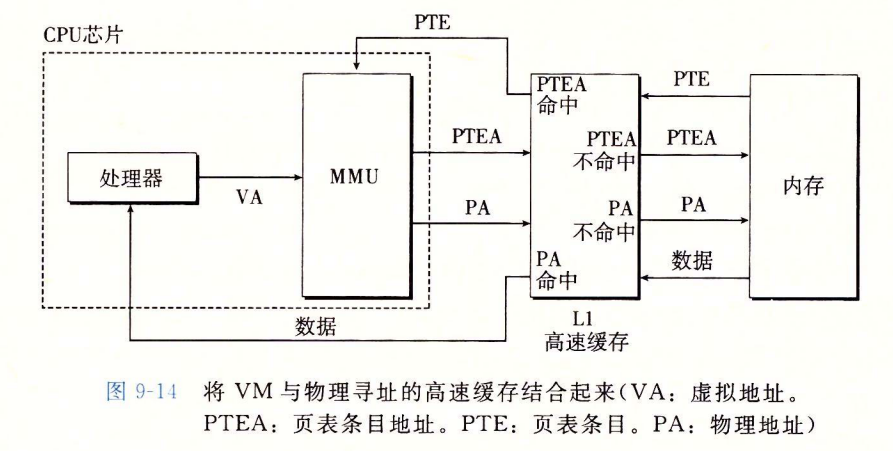 PTE
CPU芯片
PTEA
命中
PTE
PTEA
PTEA
不命中
PTEA
处理器
VA
MMU
内存
PA
PA
不命中
PA
PA
命中
数据
数据
L1
高速缓存
图 9-14 将 VM 与物理寻址的高速缓存结合起来(VA: 虚拟地址。
PTEA: 页表条目地址。PTE: 页表条目。PA: 物理地址)